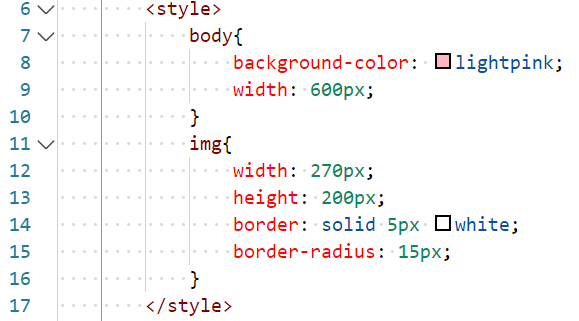 6 <style>
7 body{
8 background-color: lightpink;
9 width: 600px;
10 }
11 img{
12 width: 270px;
13 height: 200px;
14 border: solid 5px white;
15 border-radius: 15px;
16 }
17 </style>